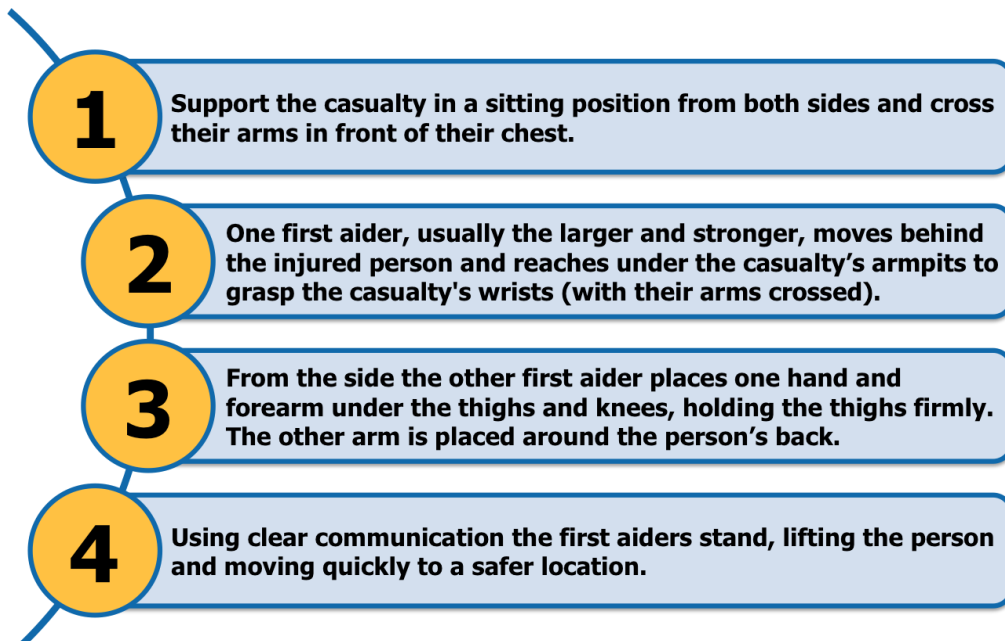 1
Support the casualty in a sitting position from both sides and cross
their arms in front of their chest.
2
One first aider, usually the larger and stronger, moves behind
the injured person and reaches under the casualty’s armpits to
grasp the casualty's wrists (with their arms crossed).
3
From the side the other first aider places one hand and
forearm under the thighs and knees, holding the thighs firmly.
The other arm is placed around the person’s back.
4
Using clear communication the first aiders stand, lifting the person
and moving quickly to a safer location.